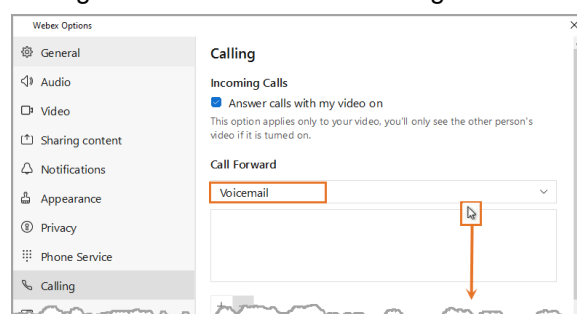 Webex Options
General
Audio
Video
Sharing content
Notifications
Appearance
Privacy
Phone Service
Calling
Calling
Incoming Calls
Answer calls with my video on
This option applies only to your video, you'll only see the other person's
video if it is turned on.
Call Forward
Voicemail